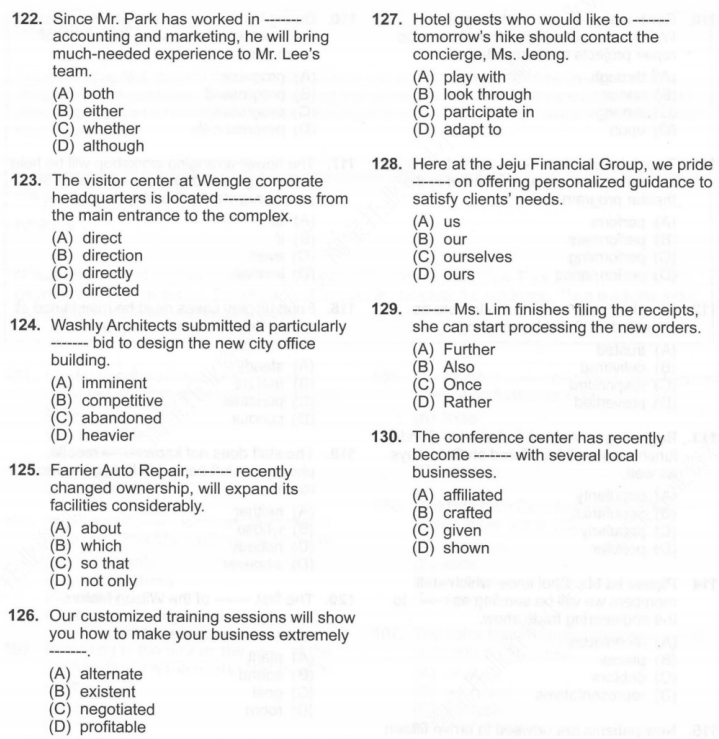 122. Since Mr. Park has worked in -------
accounting and marketing, he will bring
much-needed experience to Mr. Lee's
team.
(A) both
(B) either
(C) whether
(D) although
123. The visitor center at Wengle corporate
headquarters is located ------- across from
the main entrance to the complex.
(A) direct
(B) direction
(C) directly
(D) directed
124. Washly Architects submitted a particularly
------- bid to design the new city office
building.
(A) imminent
(B) competitive
(C) abandoned
(D) heavier
125. Farrier Auto Repair, ------- recently
changed ownership, will expand its
facilities considerably.
(A) about
(B) which
(C) so that
(D) not only
126. Our customized training sessions will show
you how to make your business extremely
-------.
(A) alternate
(B) existent
(C) negotiated
(D) profitable
127. Hotel guests who would like to -------
tomorrow's hike should contact the
concierge, Ms. Jeong.
(A) play with
(B) look through
(C) participate in
(D) adapt to
128. Here at the Jeju Financial Group, we pride
------- on offering personalized guidance to
satisfy clients' needs.
(A) us
(B) our
(C) ourselves
(D) ours
129. ------- Ms. Lim finishes filing the receipts,
she can start processing the new orders.
(A) Further
(B) Also
(C) Once
(D) Rather
130. The conference center has recently
become ------- with several local
businesses.
(A) affiliated
(B) crafted
(C) given
(D) shown